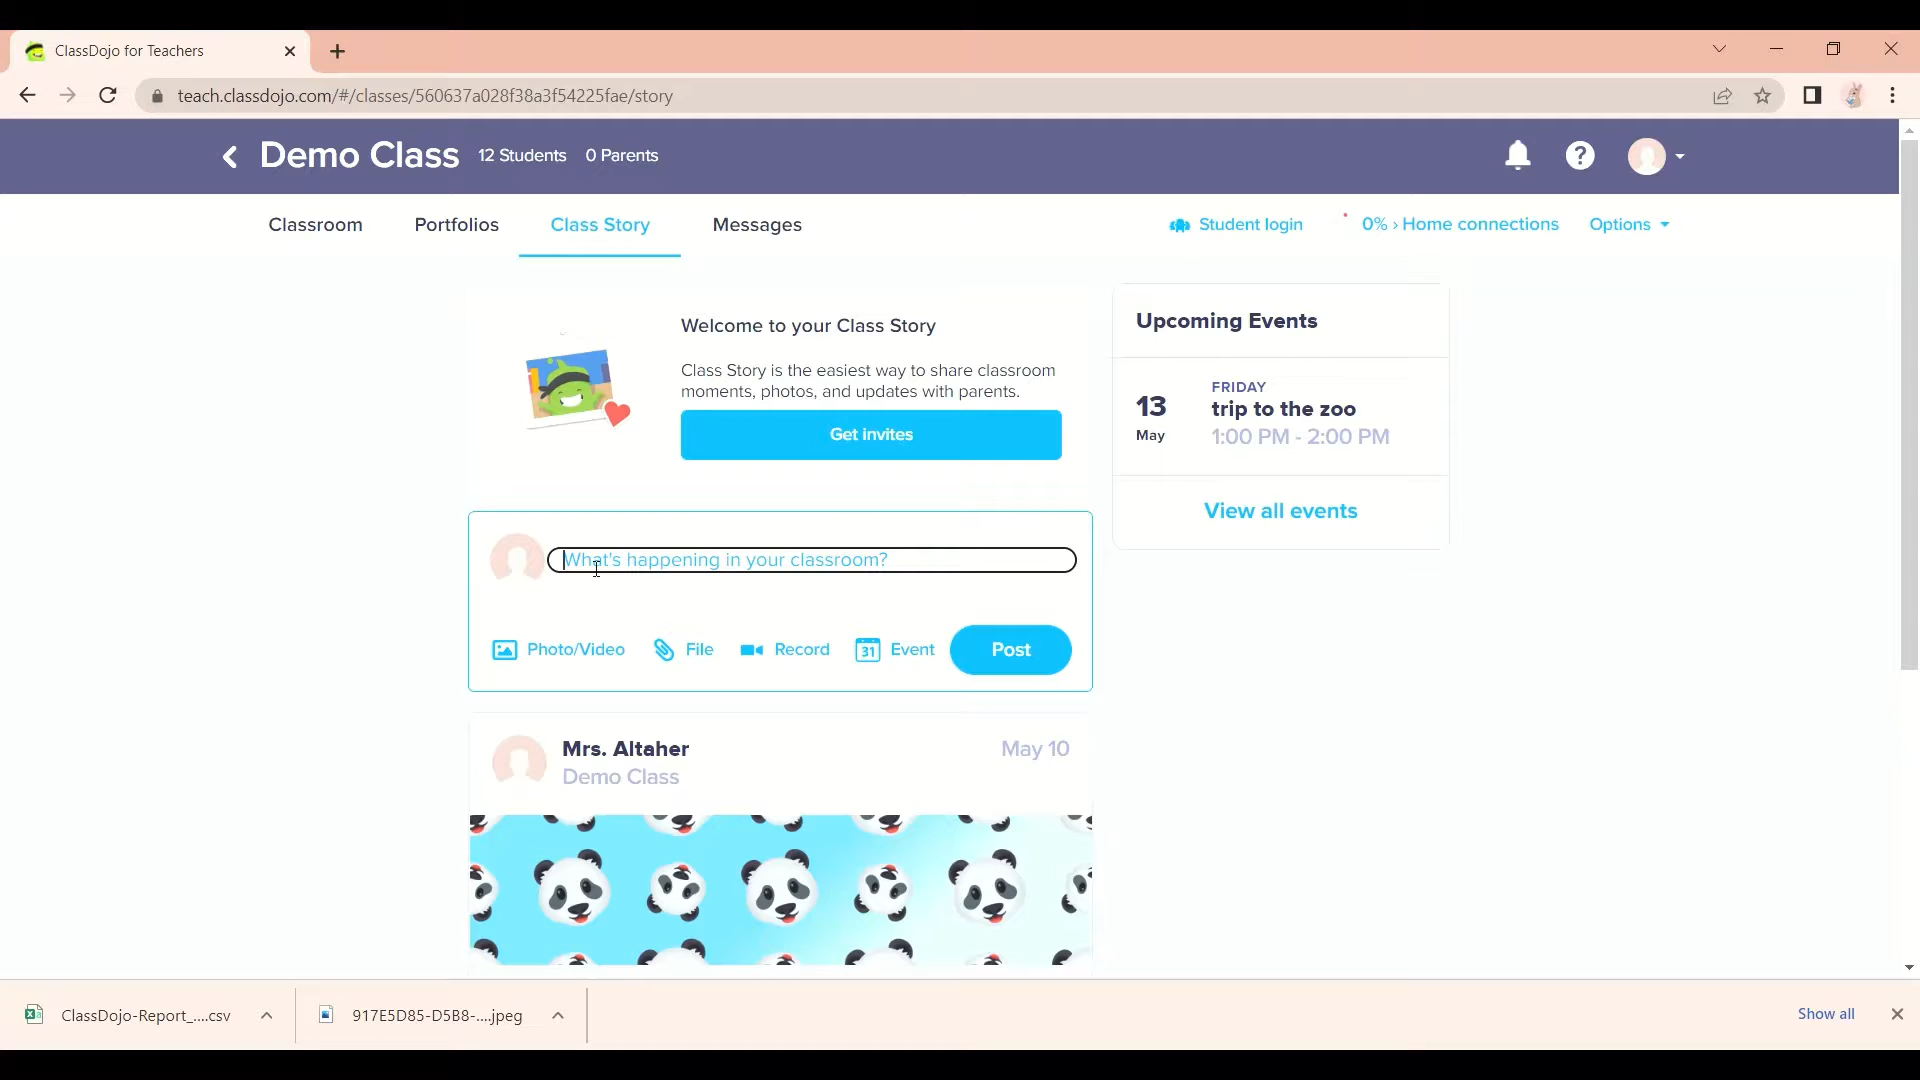 ClassDojo for Teachers
teach.classdojo.com/#/classes/560637a028f38a3f54225fae/story
Demo Class 12 Students 0 Parents
Classroom Portfolios Class Story Messages Student login 0% › Home connections Options
Welcome to your Class Story
Class Story is the easiest way to share classroom
moments, photos, and updates with parents.
Get invites
Upcoming Events
13 May
FRIDAY
trip to the zoo
1:00 PM - 2:00 PM
View all events
What's happening in your classroom?
Photo/Video File Record 31 Event Post
Mrs. Altaher May 10
Demo Class
ClassDojo-Report_....csv 917E5D85-D5B8-....jpeg Show all